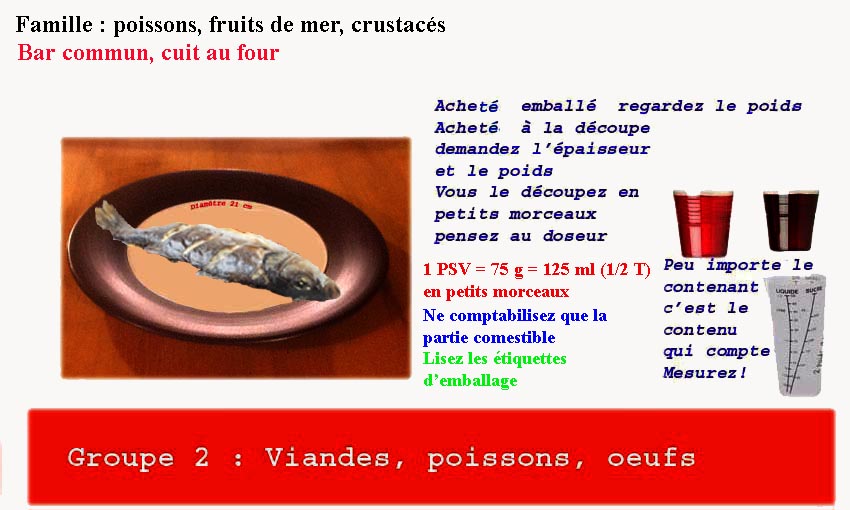 Famille : poissons, fruits de mer, crustacés
Bar commun, cuit au four
Diamètre 21 cm
Acheté emballé regardez le poids
Acheté à la découpe
demandez l'épaisseur
et le poids
Vous le découpez en
petits morceaux
pensez au doseur
1 PSV = 75 g = 125 ml (1/2 T)
en petits morceaux
Ne comptabilisez que la
partie comestible
Lisez les étiquettes
d'emballage
Peu importe le
contenant
c'est le
contenu
qui compte
Mesurez!
LIQUIDE SUCRE
Groupe 2 : Viandes, poissons, oeufs